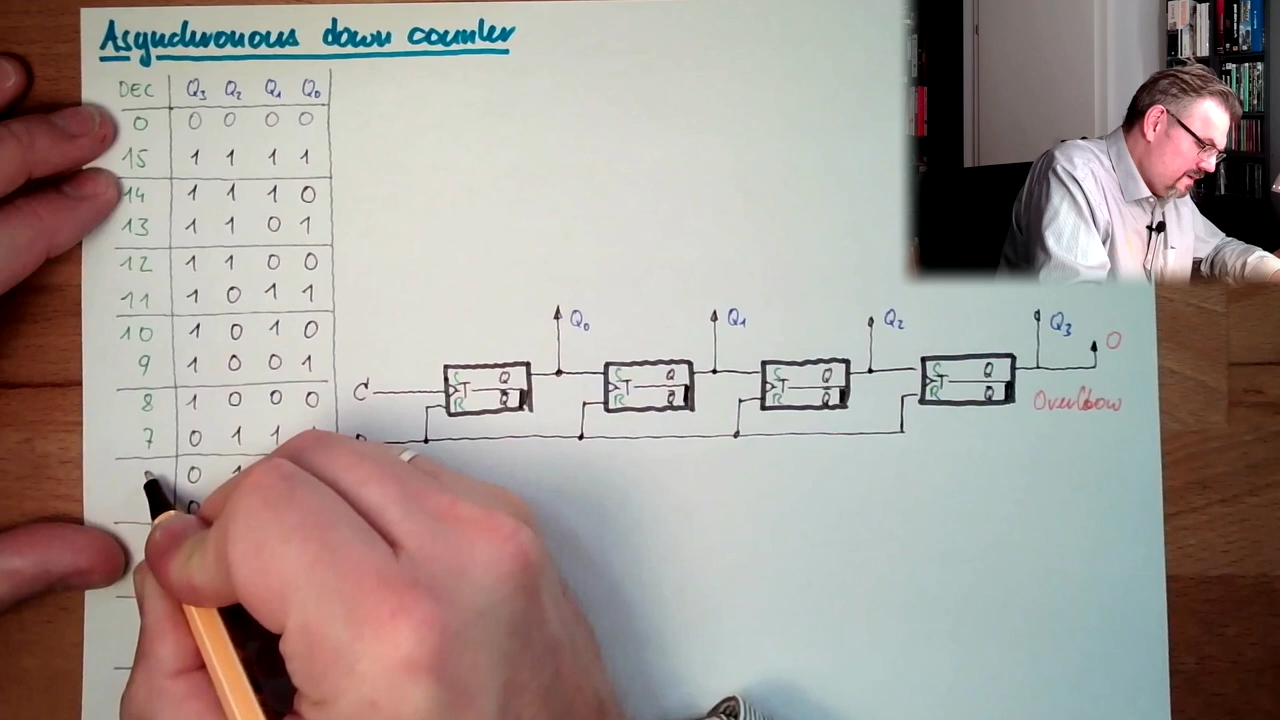 Asynchronous down counter
DEC Q3 Q2 Q1 Q0
0 0 0 0 0
15 1 1 1 1
14 1 1 1 0
13 1 1 0 1
12 1 1 0 0
11 1 0 1 1
10 1 0 1 0
9 1 0 0 1
8 1 0 0 0
7 0 1 1
0 1
0
Q0 Q1 Q2 Q3 O
C S T R Q Q S T R Q Q S T R Q Q S T R Q Q
Overflow